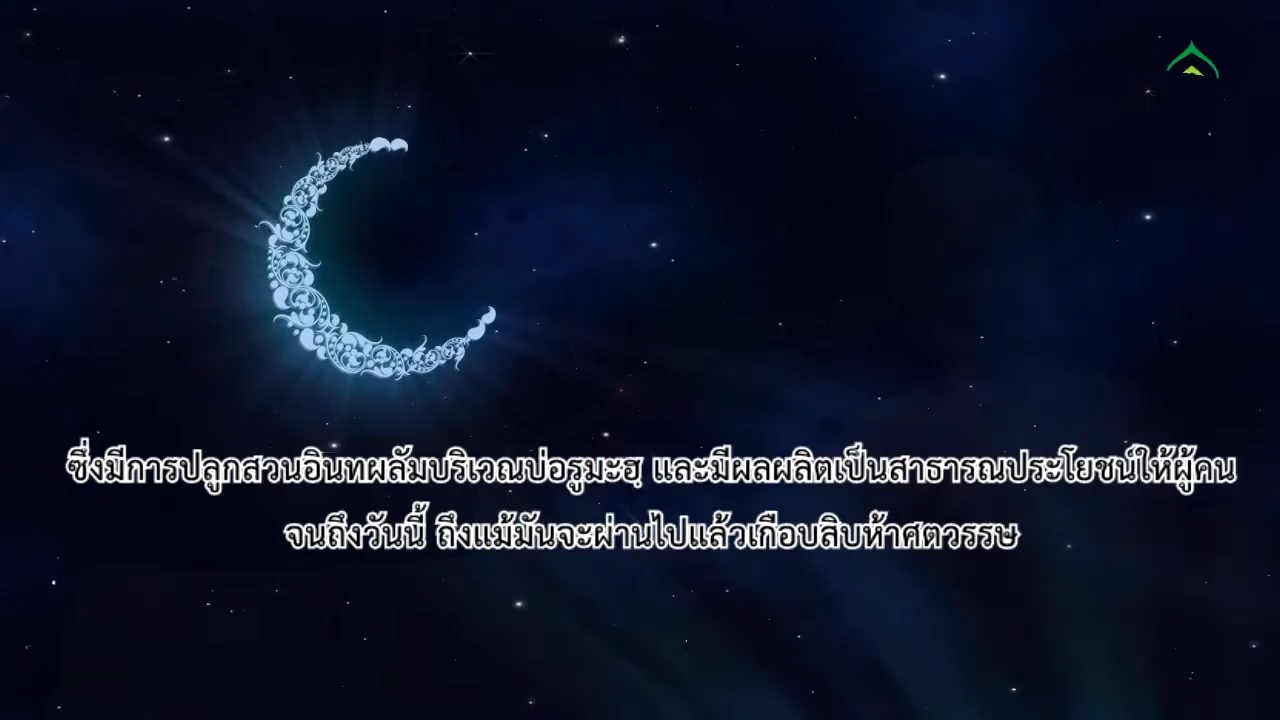 ซึ่งมีการปลูกสวนอินทผลัมบริเวณบ่อรูมะฮฺ และมีผลผลิตเป็นสาธารณประโยชน์ให้ผู้คน
จนถึงวันนี้ ถึงแม้มันจะผ่านไปแล้วเกือบสิบห้าศตวรรษ